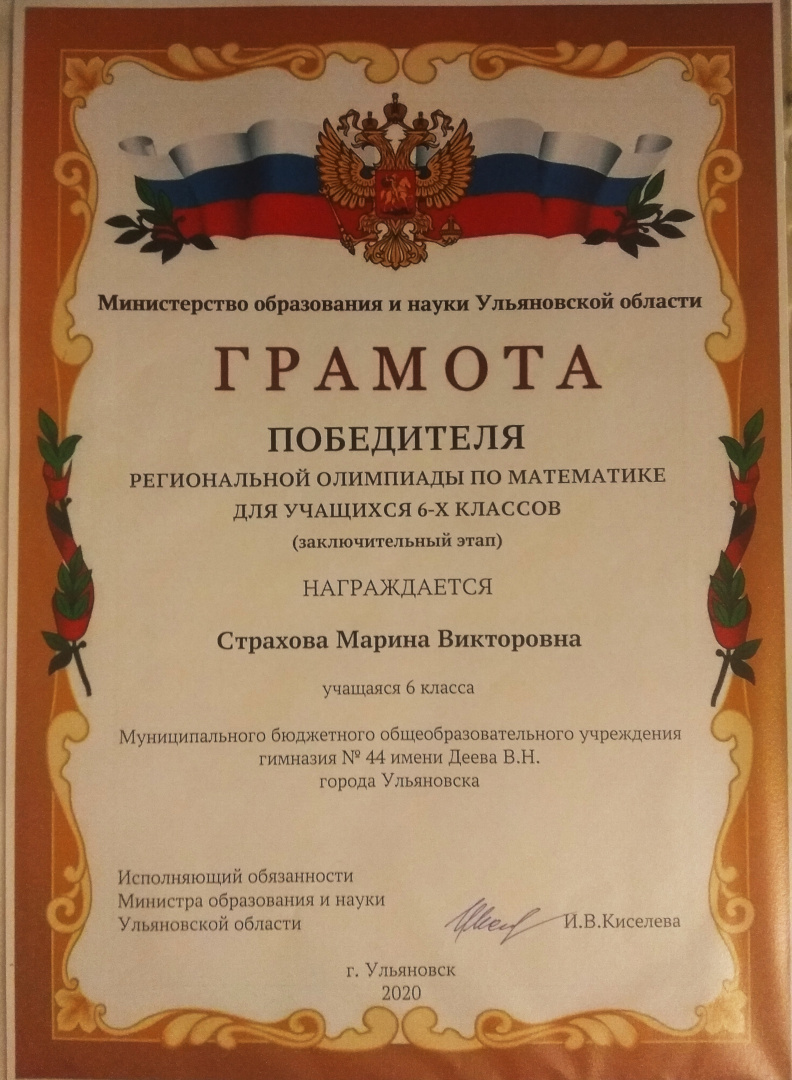 Министерство образования и науки Ульяновской области
ГРАМОТА
ПОБЕДИТЕЛЯ
РЕГИОНАЛЬНОЙ ОЛИМПИАДЫ ПО МАТЕМАТИКЕ
ДЛЯ УЧАЩИХСЯ 6-Х КЛАССОВ
(заключительный этап)
НАГРАЖДАЕТСЯ
Страхова Марина Викторовна
учащаяся 6 класса
Муниципального бюджетного общеобразовательного учреждения
гимназия № 44 имени Деева В.Н.
города Ульяновска
Исполняющий обязанности
Министра образования и науки
Ульяновской области И.В.Киселева
г. Ульяновск
2020